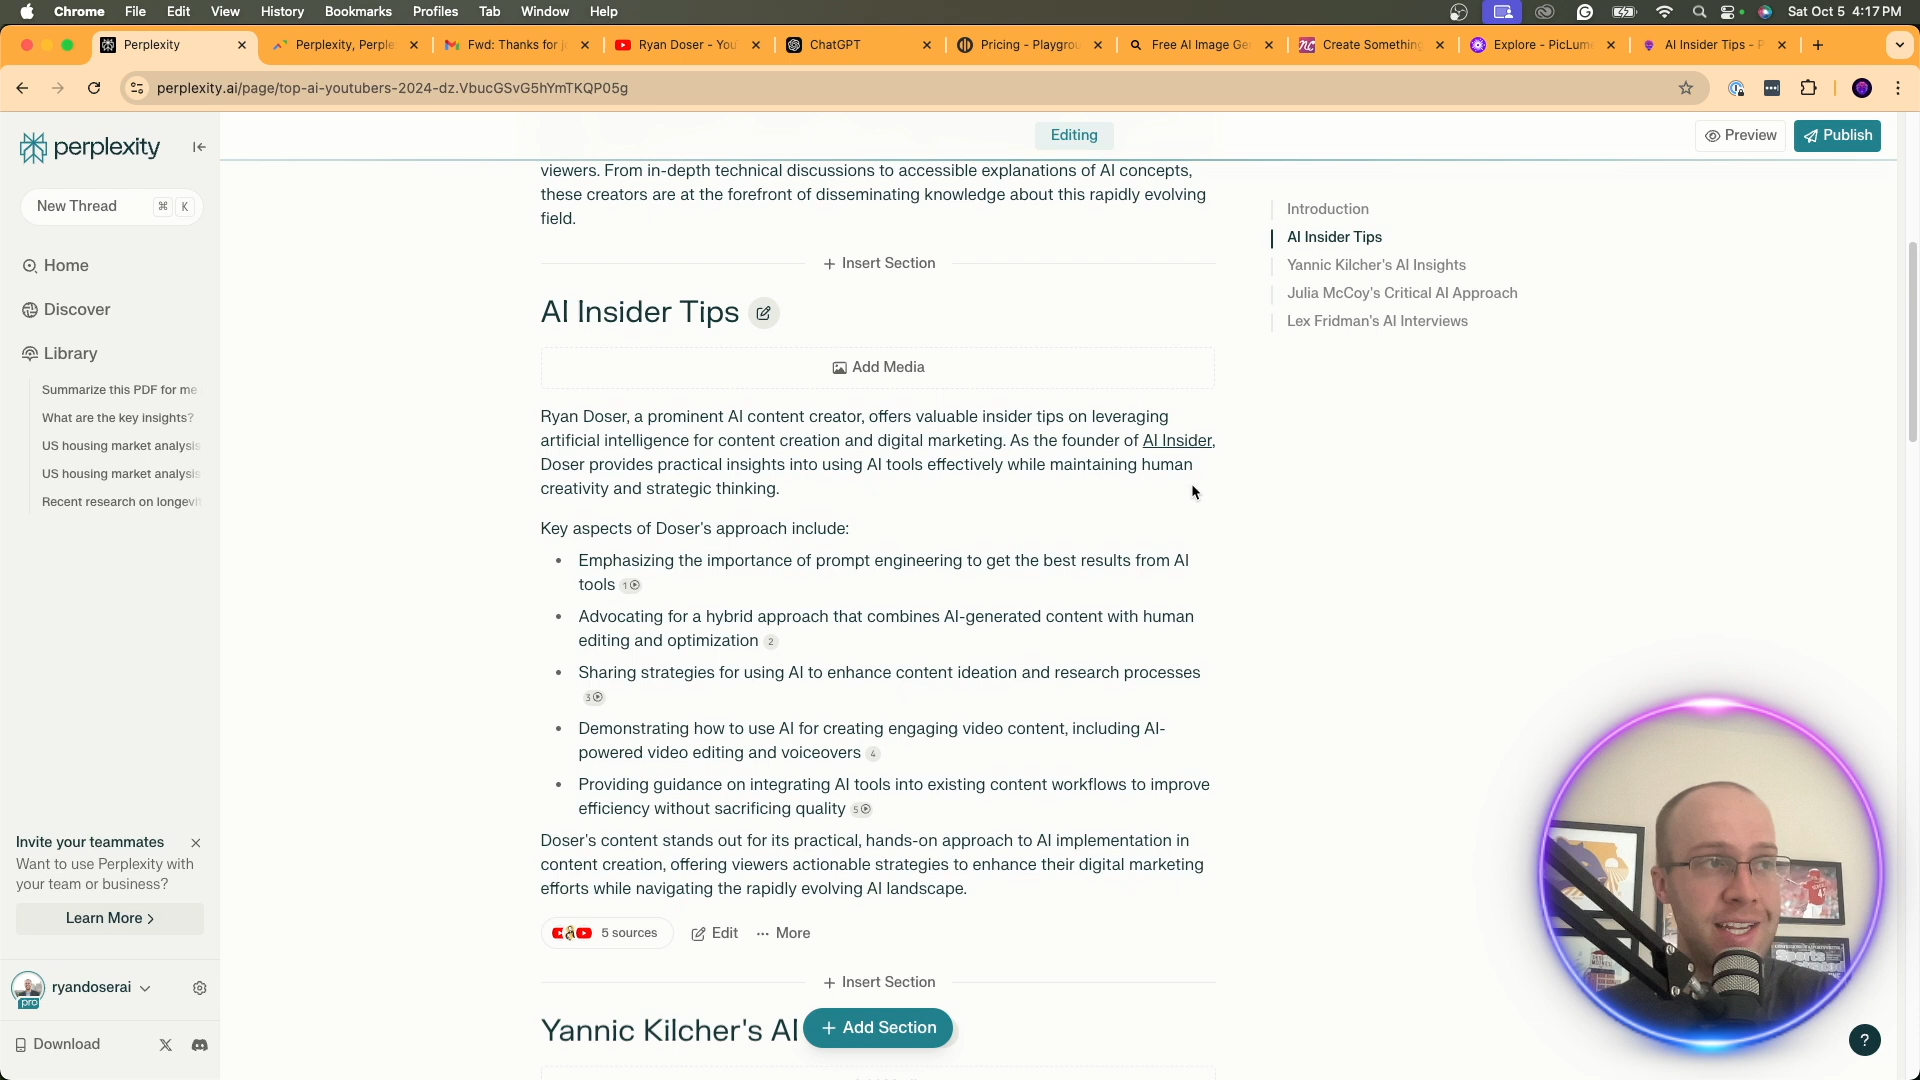 Chrome File Edit View History Bookmarks Profiles Tab Window Help Sat Oct 5 4:17 PM
Perplexity
Perplexity, Perple
Fwd: Thanks for j
Ryan Doser - You
ChatGPT
Pricing - Playgrou
Free AI Image Ge
Create Something
Explore - PicLum
AI Insider Tips - P
perplexity.ai/page/top-ai-youtubers-2024-dz.VbucGSvG5hYmTKQP05g
perplexity
Editing
Preview
Publish
New Thread ⌘ K
Home
Discover
Library
Summarize this PDF for me
What are the key insights?
US housing market analysis
US housing market analysis
Recent research on longevit
Invite your teammates
Want to use Perplexity with
your team or business?
Learn More >
ryandoserai
pro
Download
viewers. From in-depth technical discussions to accessible explanations of AI concepts,
these creators are at the forefront of disseminating knowledge about this rapidly evolving
field.
+ Insert Section
AI Insider Tips
Add Media
Ryan Doser, a prominent AI content creator, offers valuable insider tips on leveraging
artificial intelligence for content creation and digital marketing. As the founder of AI Insider,
Doser provides practical insights into using AI tools effectively while maintaining human
creativity and strategic thinking.
Key aspects of Doser's approach include:
• Emphasizing the importance of prompt engineering to get the best results from AI
tools 1
• Advocating for a hybrid approach that combines AI-generated content with human
editing and optimization 2
• Sharing strategies for using AI to enhance content ideation and research processes
3
• Demonstrating how to use AI for creating engaging video content, including AI-
powered video editing and voiceovers 4
• Providing guidance on integrating AI tools into existing content workflows to improve
efficiency without sacrificing quality 5
Doser's content stands out for its practical, hands-on approach to AI implementation in
content creation, offering viewers actionable strategies to enhance their digital marketing
efforts while navigating the rapidly evolving AI landscape.
5 sources Edit ... More
+ Insert Section
Yannic Kilcher's AI
+ Add Section
Introduction
AI Insider Tips
Yannic Kilcher's AI Insights
Julia McCoy's Critical AI Approach
Lex Fridman's AI Interviews
Sports
?